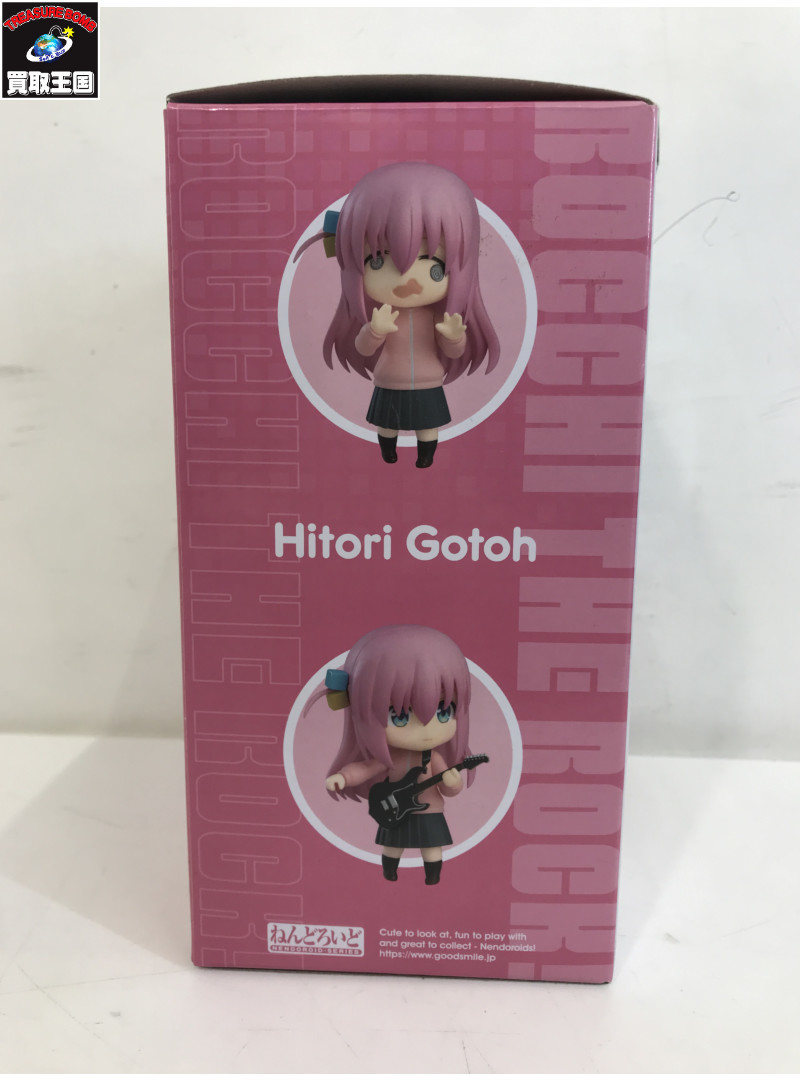 TREASURE BOMB
買取王国
BOCCHI THE ROCK!
BOCCHI THE ROCK!
Hitori Gotoh
ねんどろいど
NENDOROID SERIES
Cute to look at, fun to play with
and great to collect - Nendoroids!
https://www.goodsmile.jp